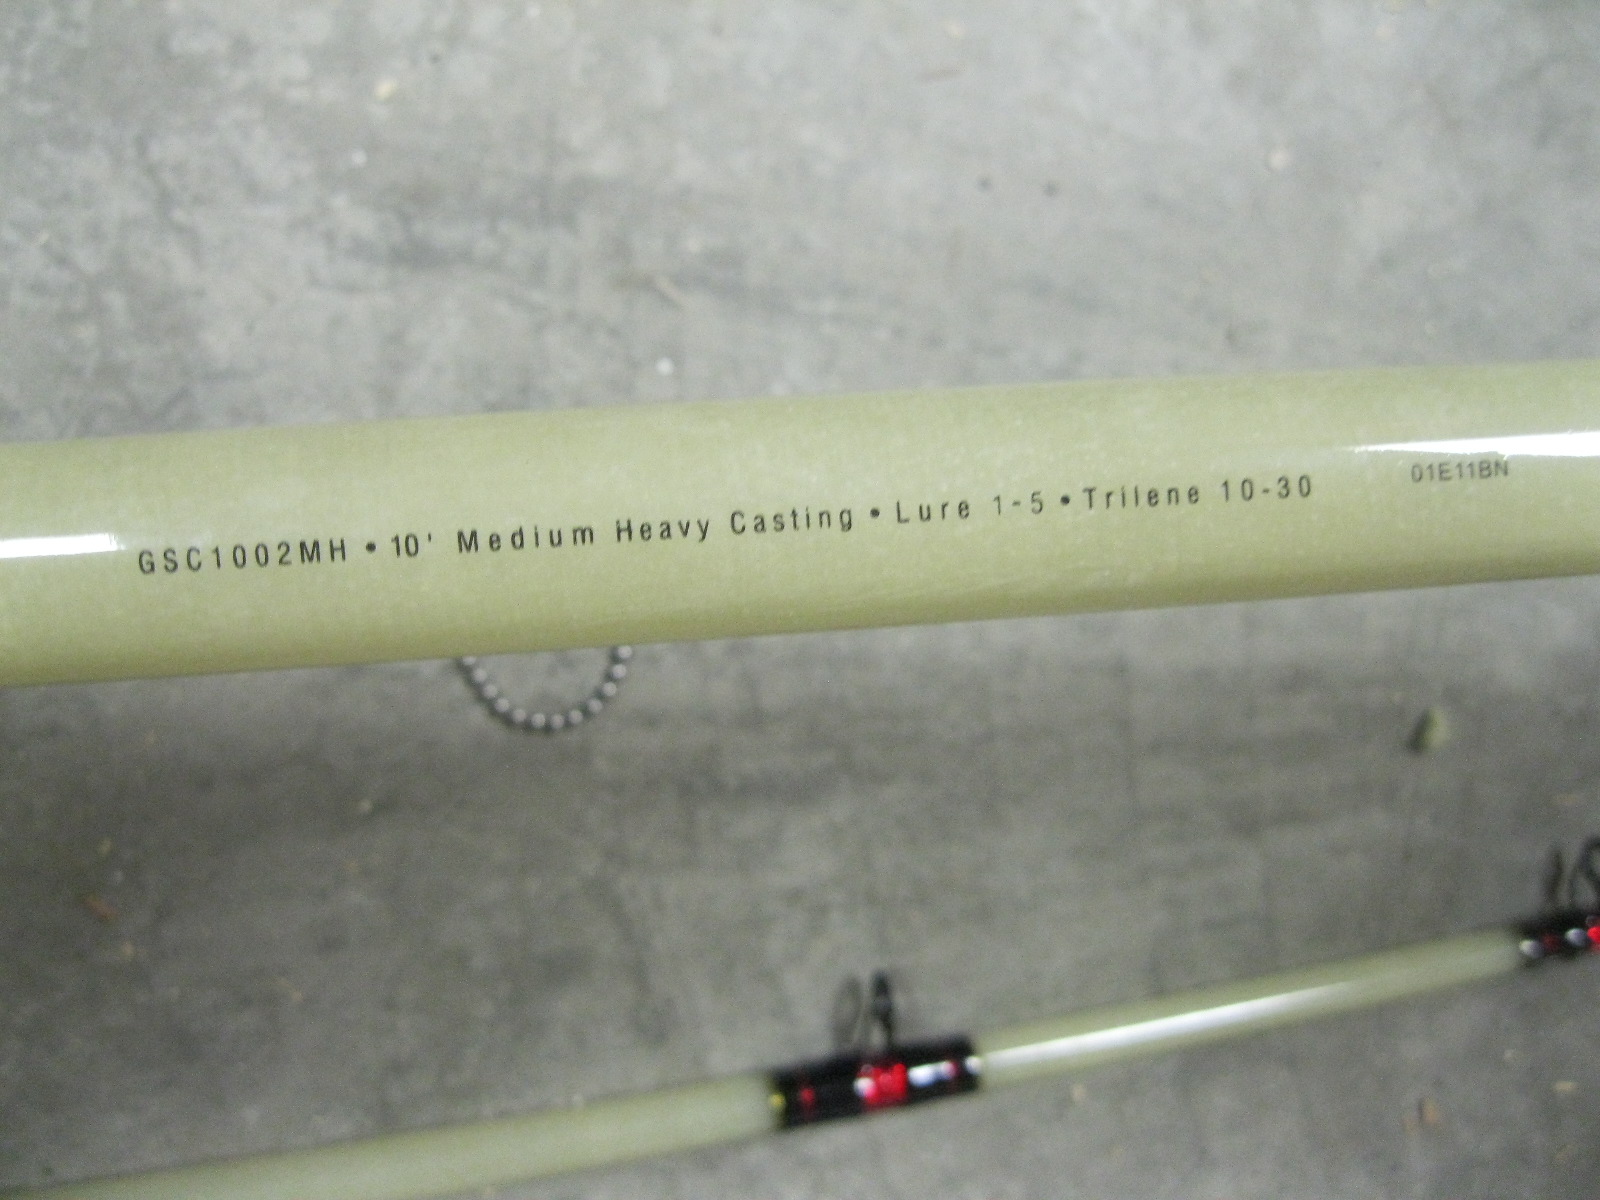 GSC1002MH • 10' Medium Heavy Casting • Lure 1-5 • Trilene 10-30 01E11BN